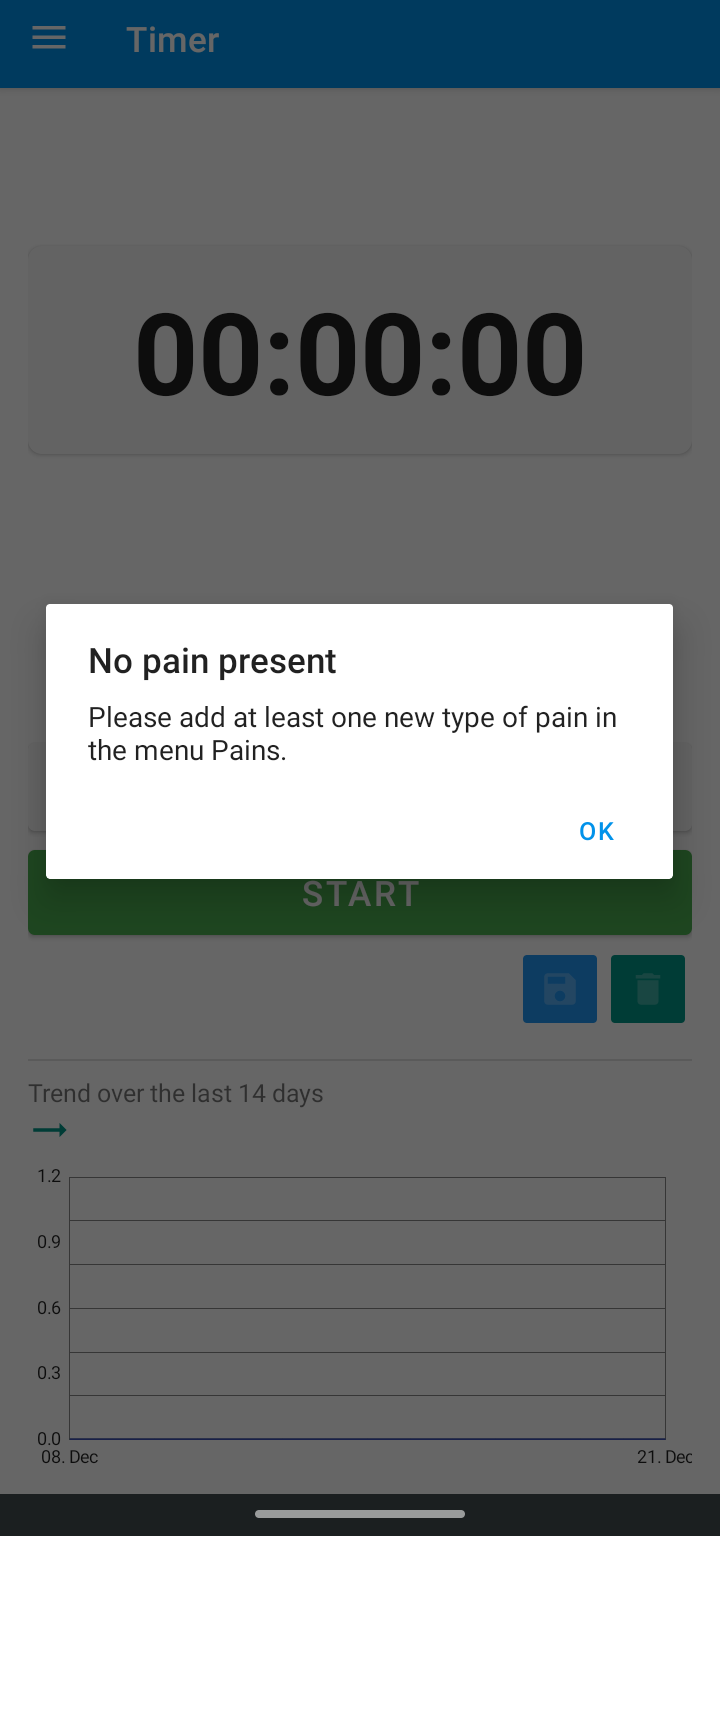 Timer
00:00:00
No pain present
Please add at least one new type of pain in
the menu Pains.
OK
START
Trend over the last 14 days
1.2
0.9
0.6
0.3
0.0
08. Dec
21. Dec